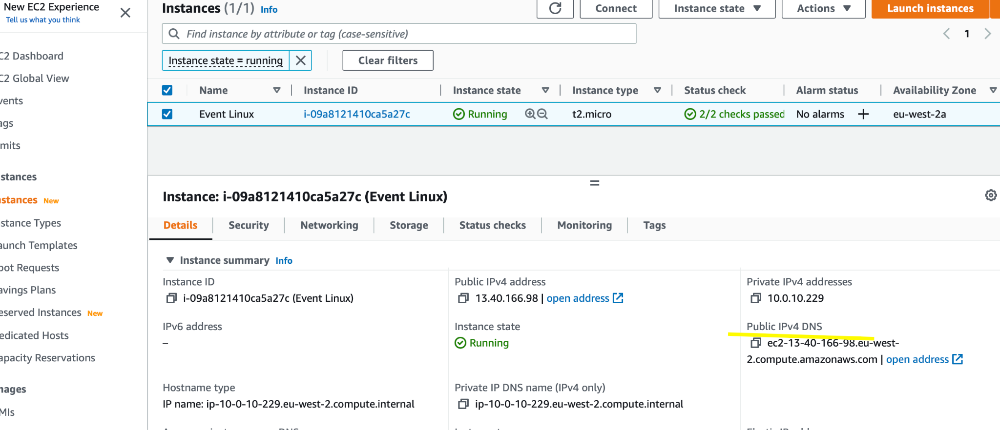 New EC2 Experience
Tell us what you think
Instances (1/1) Info
Connect
Instance state
Actions
Launch instances
Find instance by attribute or tag (case-sensitive)
1
Instance state = running
Clear filters
Name Instance ID Instance state Instance type Status check Alarm status Availability Zone
Event Linux i-09a8121410ca5a27c Running t2.micro 2/2 checks passed No alarms + eu-west-2a
C2 Dashboard
C2 Global View
vents
ags
mits
stances
nstances New
stance Types
aunch Templates
pot Requests
avings Plans
eserved Instances New
edicated Hosts
apacity Reservations
mages
MIs
Instance: i-09a8121410ca5a27c (Event Linux)
Details Security Networking Storage Status checks Monitoring Tags
Instance summary Info
Instance ID
i-09a8121410ca5a27c (Event Linux)
Public IPv4 address
13.40.166.98 | open address
Private IPv4 addresses
10.0.10.229
IPv6 address
–
Instance state
Running
Public IPv4 DNS
ec2-13-40-166-98.eu-west-
2.compute.amazonaws.com | open address
Hostname type
IP name: ip-10-0-10-229.eu-west-2.compute.internal
Private IP DNS name (IPv4 only)
ip-10-0-10-229.eu-west-2.compute.internal